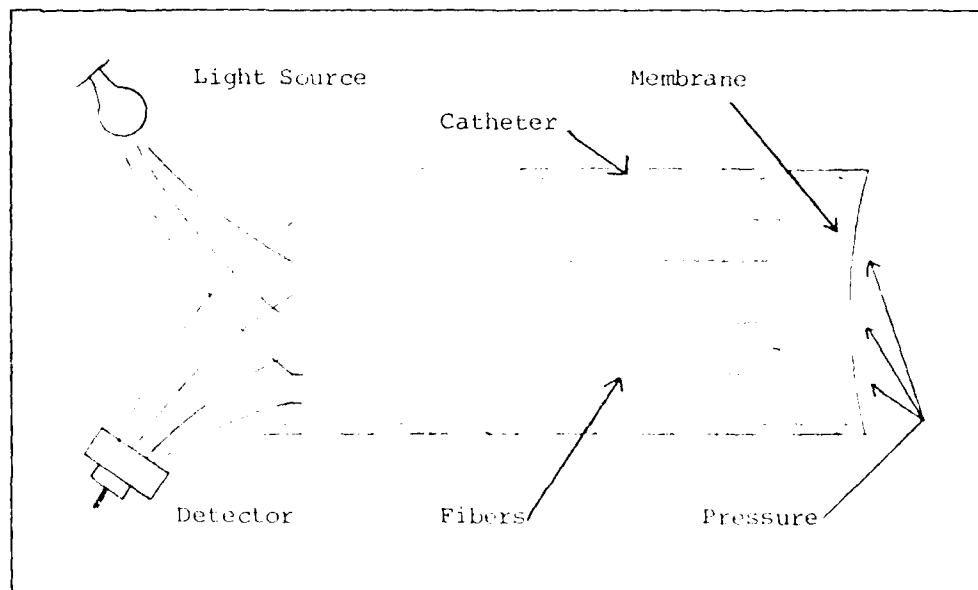 Light Source
Membrane
Catheter
Detector
Fibers
Pressure